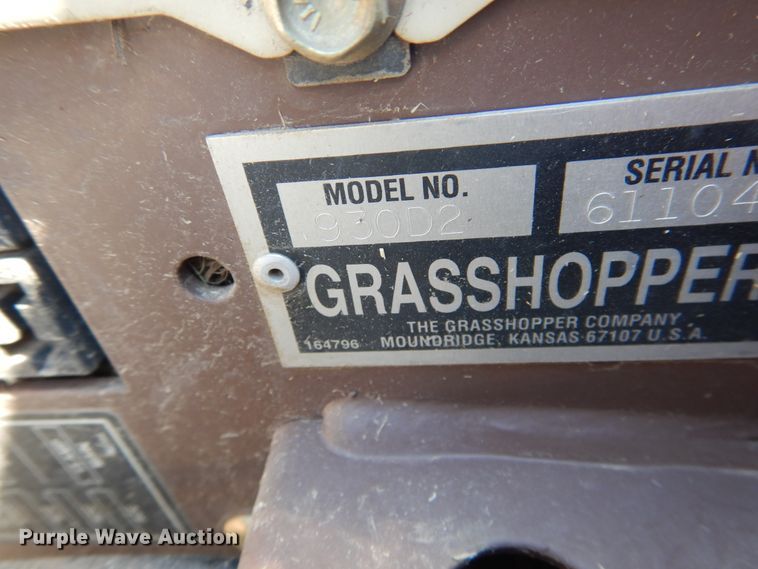 MODEL NO.
930D2
SERIAL N
61104
GRASSHOPPER
THE GRASSHOPPER COMPANY
164796
MOUNDRIDGE, KANSAS 67107 U.S.A.
Purple Wave Auction